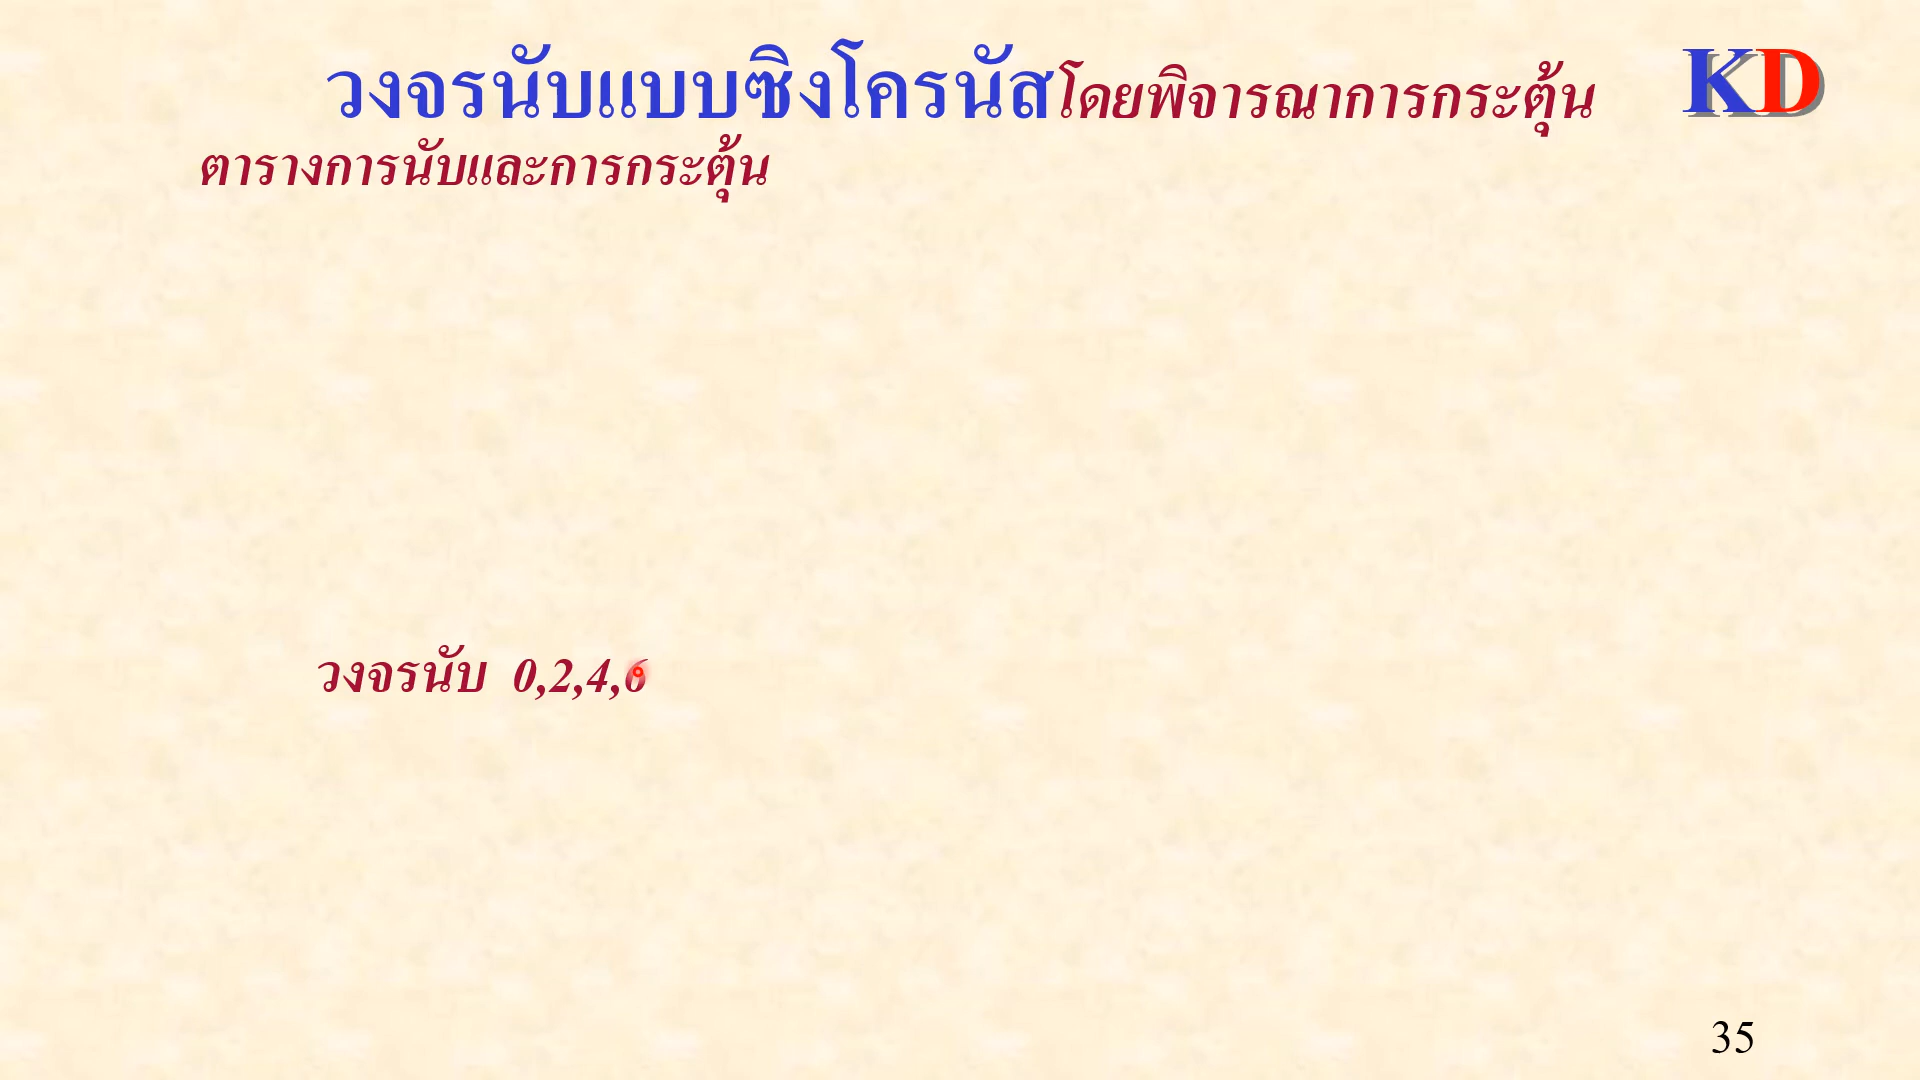 วงจรนับแบบซิงโครนัสโดยพิจารณาการกระตุ้น
KD
ตารางการนับและการกระตุ้น
วงจรนับ 0,2,4,6
35